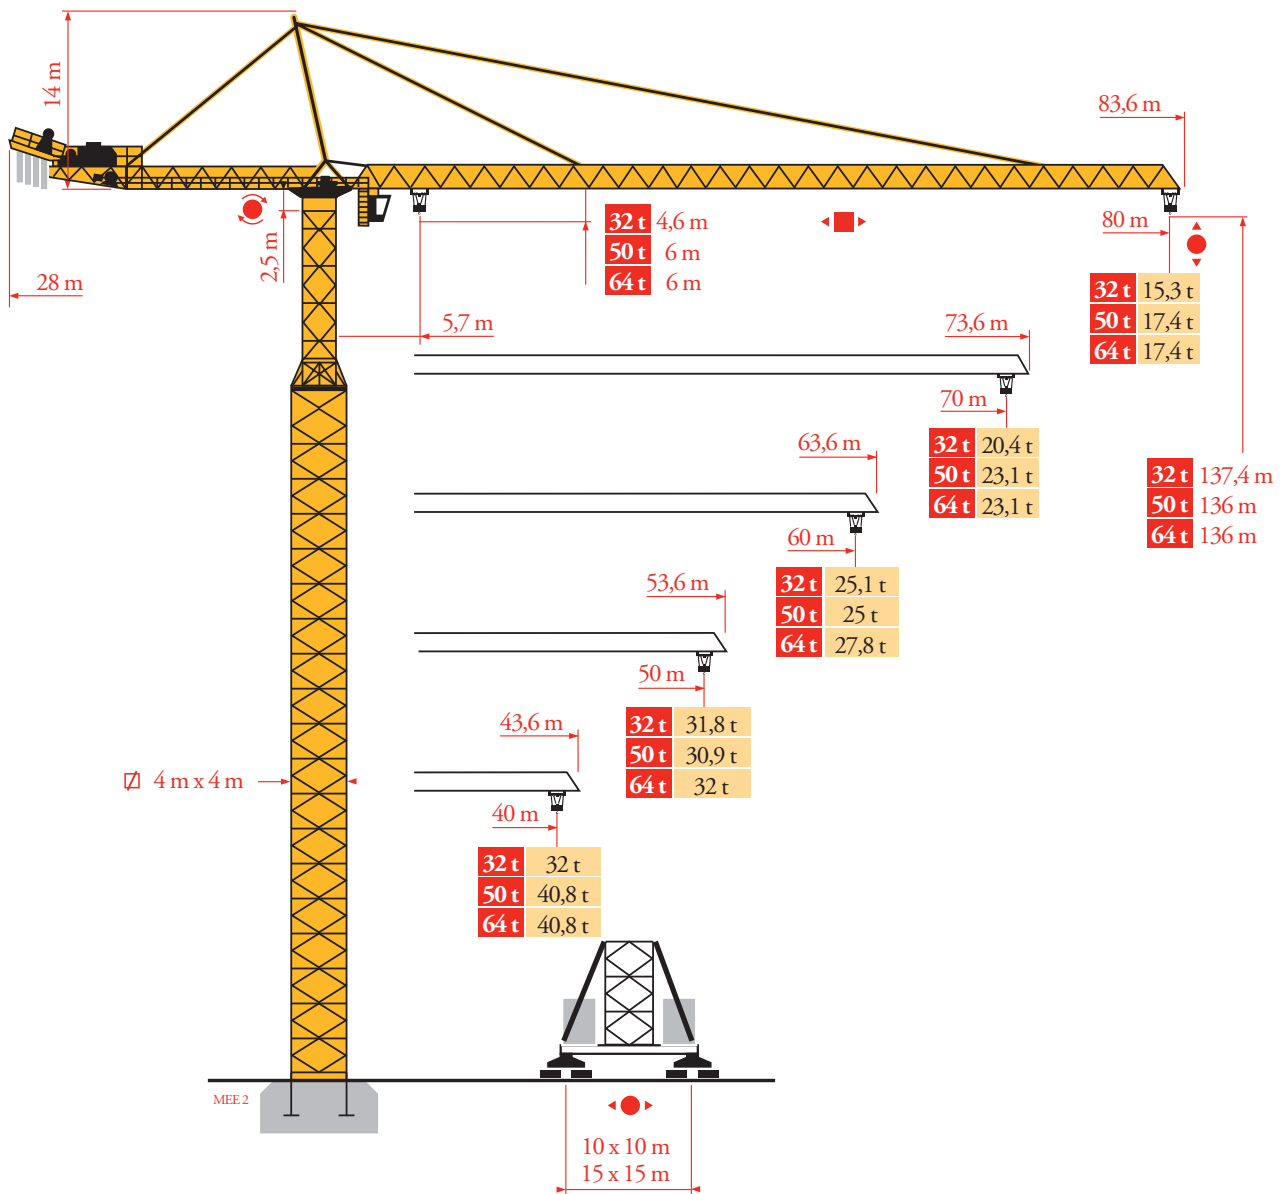 14 m
83,6 m
32 t 4,6 m
50 t 6 m
64 t 6 m
80 m
2,5 m
28 m
32 t 15,3 t
50 t 17,4 t
64 t 17,4 t
5,7 m
73,6 m
70 m
32 t 20,4 t
50 t 23,1 t
64 t 23,1 t
63,6 m
32 t 137,4 m
50 t 136 m
64 t 136 m
60 m
32 t 25,1 t
50 t 25 t
64 t 27,8 t
53,6 m
50 m
32 t 31,8 t
50 t 30,9 t
64 t 32 t
43,6 m
4 m x 4 m
40 m
32 t 32 t
50 t 40,8 t
64 t 40,8 t
MEE 2
10 x 10 m
15 x 15 m